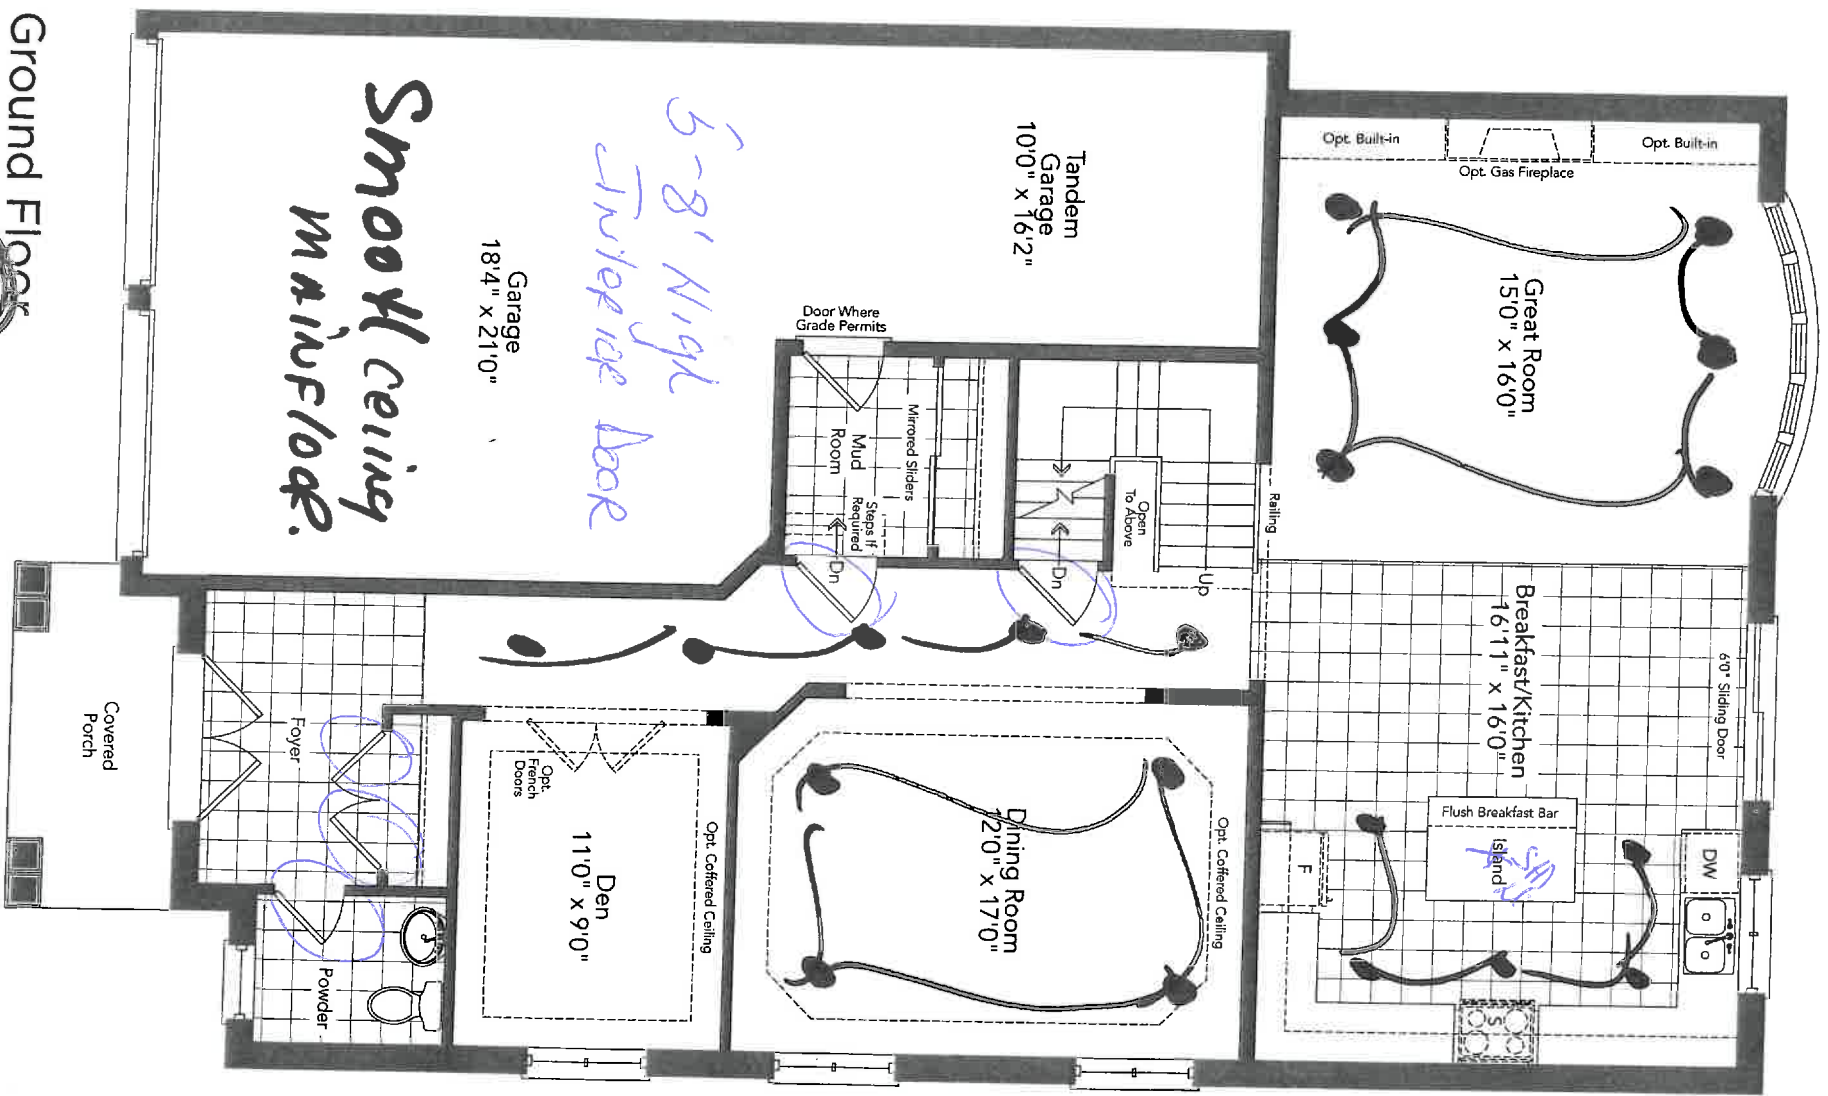 Ground Floor
Opt. Built-in
Opt. Built-in
Opt. Gas Fireplace
Great Room
15'0" x 16'0"
Tandem
Garage
10'0" x 16'2"
5-8' High
Interior Door
Garage
18'4" x 21'0"
Smooth ceiling
mainfloor.
Door Where
Grade Permits
Mirrored Sliders
Mud
Room
Steps If
Required
Dn
Dn
Open
To Above
Up
Railing
Breakfast/Kitchen
16'11" x 16'0"
6'0" Sliding Door
Flush Breakfast Bar
Island
DW
F
S
Dining Room
12'0" x 17'0"
Opt. Coffered Ceiling
Opt. Coffered Ceiling
Den
11'0" x 9'0"
Opt.
French
Doors
Foyer
Powder
Covered
Porch